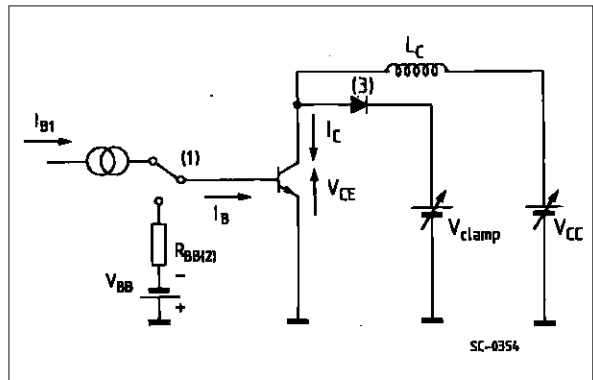 L_C
(3)
I_B1
(1)
I_C
V_CE
I_B
V_clamp
V_CC
R_BB(2)
V_BB
-
+
SC-0354